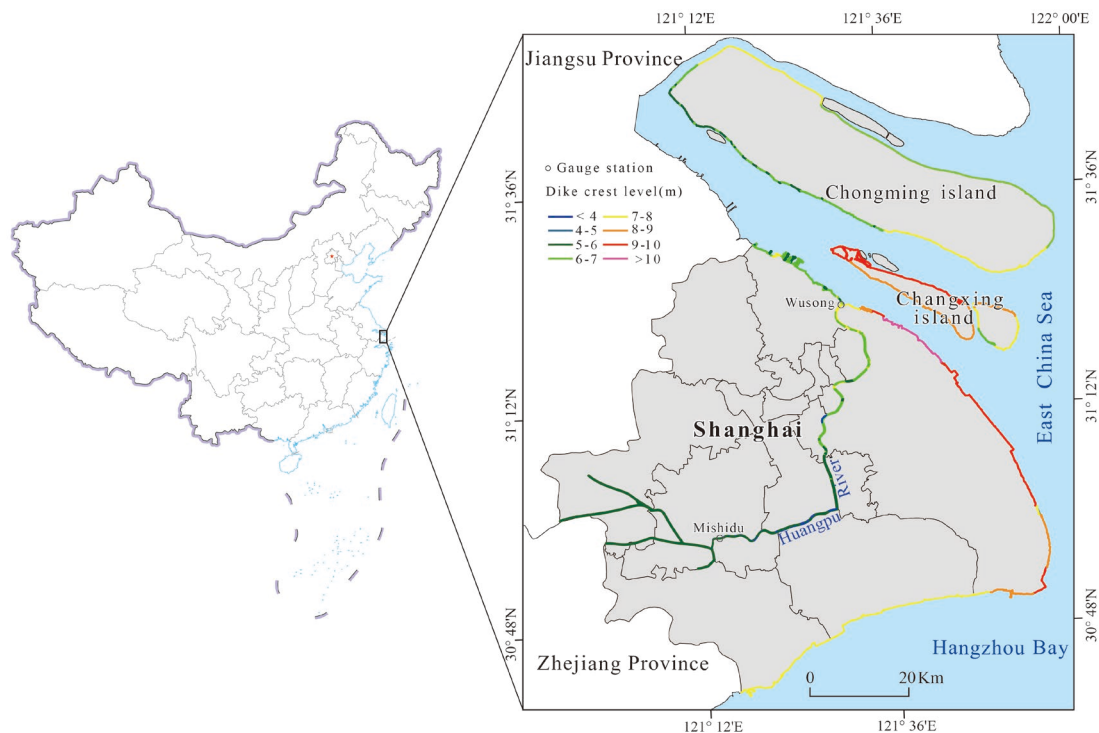 121° 12'E
121° 36'E
122° 00'E
Jiangsu Province
Gauge station
Dike crest level(m)
< 4
7-8
4-5
8-9
5-6
9-10
6-7
>10
Chongming island
31° 36'N
31° 36'N
Wusong
Changxing
island
East China Sea
31° 12'N
31° 12'N
Shanghai
Huangpu
River
Mishidu
30° 48'N
30° 48'N
Zhejiang Province
Hangzhou Bay
0
20 Km
121° 12'E
121° 36'E